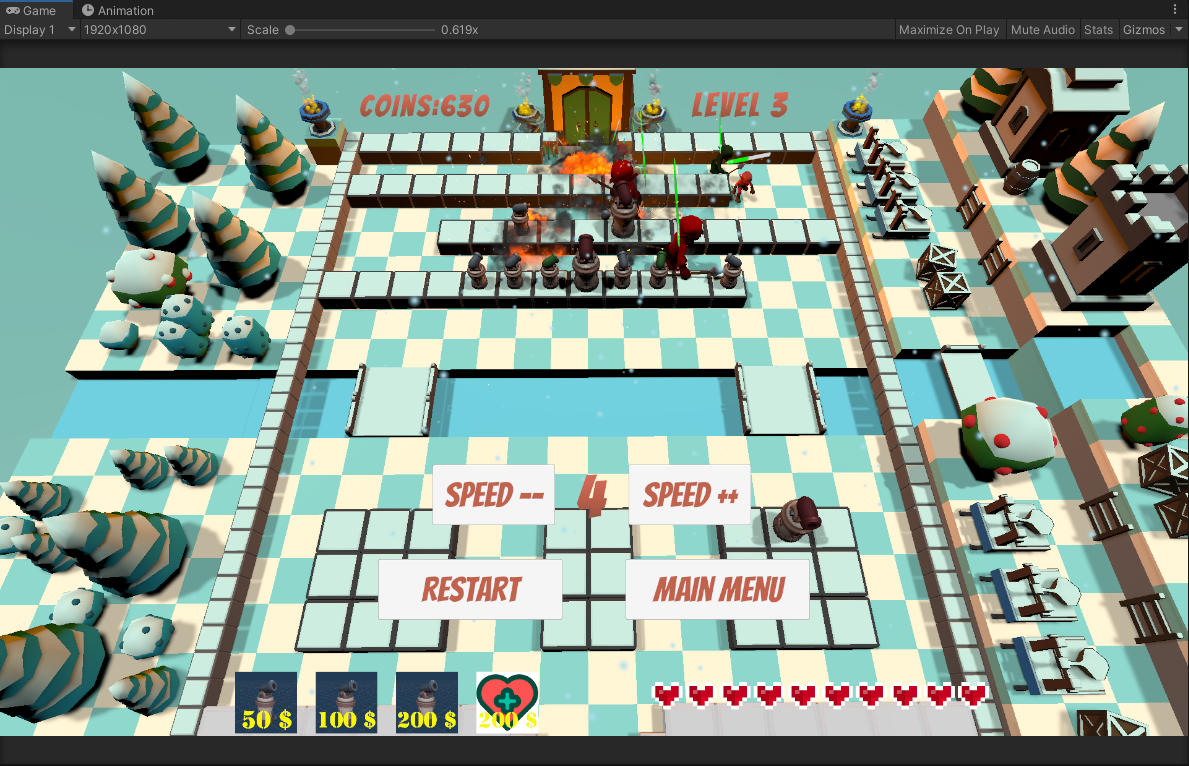 Game
Animation
Display 1
1920x1080
Scale
0.619x
Maximize On Play
Mute Audio
Stats
Gizmos
COINS:630
LEVEL 3
SPEED --
4
SPEED ++
RESTART
MAIN MENU
50 $
100 $
200 $
200 $